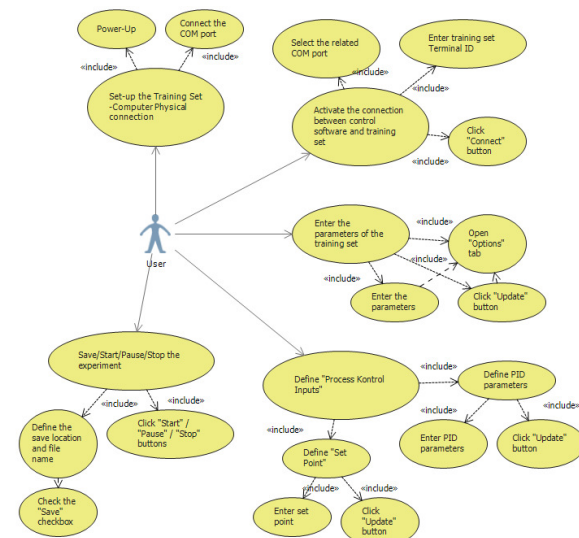 Power-Up
Connect the
COM port
«include»
«include»
Set-up the Training Set
-Computer Physical
connection
Select the related
COM port
Enter training set
Terminal ID
«include»
«include»
Activate the connection
between control
software and training
set
«include»
Click
"Connect"
button
User
Enter the
parameters of the
training set
«include»
Open
"Options"
tab
«include»
«include»
Enter the
parameters
Click "Update"
button
Save/Start/Pause/Stop the
experiment
«include»
«include»
Define the
save location
and file
name
Click "Start" /
"Pause" / "Stop"
buttons
Check the
"Save"
checkbox
Define "Process Kontrol
Inputs"
«include»
Define PID
parameters
«include»
«include»
Enter PID
parameters
Click "Update"
button
«include»
Define "Set
Point"
«include»
«include»
Enter set
point
Click
"Update"
button